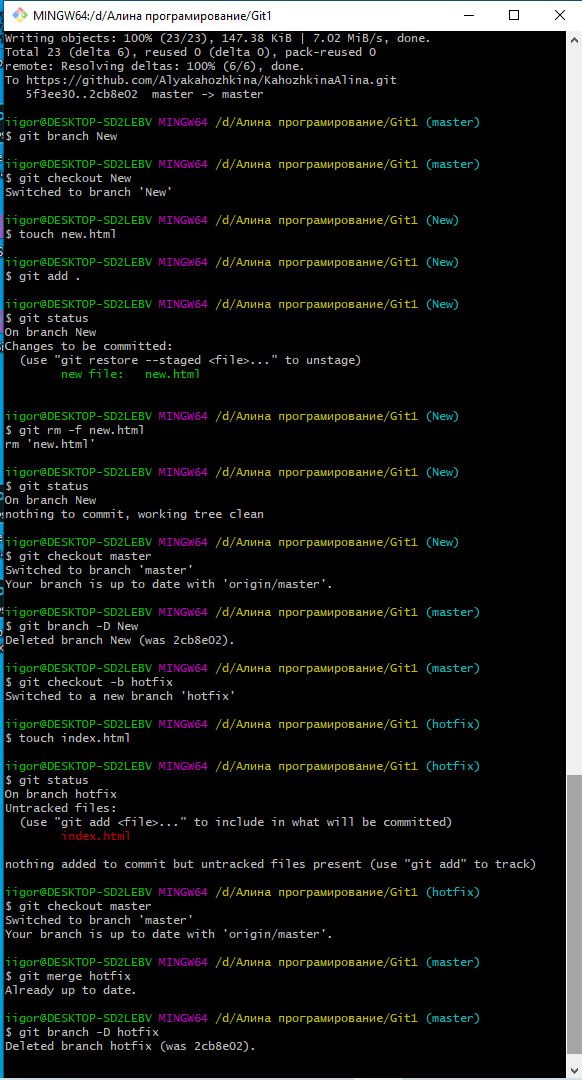 MINGW64:/d/Алина програмирование/Git1
Writing objects: 100% (23/23), 147.38 KiB | 7.02 MiB/s, done.
Total 23 (delta 6), reused 0 (delta 0), pack-reused 0
remote: Resolving deltas: 100% (6/6), done.
To https://github.com/Alyakahozhkina/KahozhkinaAlina.git
   5f3ee30..2cb8e02  master -> master
iigor@DESKTOP-SD2LEBV MINGW64 /d/Алина програмирование/Git1 (master)
$ git branch New
iigor@DESKTOP-SD2LEBV MINGW64 /d/Алина програмирование/Git1 (master)
$ git checkout New
Switched to branch 'New'
iigor@DESKTOP-SD2LEBV MINGW64 /d/Алина програмирование/Git1 (New)
$ touch new.html
iigor@DESKTOP-SD2LEBV MINGW64 /d/Алина програмирование/Git1 (New)
$ git add .
iigor@DESKTOP-SD2LEBV MINGW64 /d/Алина програмирование/Git1 (New)
$ git status
On branch New
Changes to be committed:
  (use "git restore --staged <file>..." to unstage)
        new file:   new.html
iigor@DESKTOP-SD2LEBV MINGW64 /d/Алина програмирование/Git1 (New)
$ git rm -f new.html
rm 'new.html'
iigor@DESKTOP-SD2LEBV MINGW64 /d/Алина програмирование/Git1 (New)
$ git status
On branch New
nothing to commit, working tree clean
iigor@DESKTOP-SD2LEBV MINGW64 /d/Алина програмирование/Git1 (New)
$ git checkout master
Switched to branch 'master'
Your branch is up to date with 'origin/master'.
iigor@DESKTOP-SD2LEBV MINGW64 /d/Алина програмирование/Git1 (master)
$ git branch -D New
Deleted branch New (was 2cb8e02).
iigor@DESKTOP-SD2LEBV MINGW64 /d/Алина програмирование/Git1 (master)
$ git checkout -b hotfix
Switched to a new branch 'hotfix'
iigor@DESKTOP-SD2LEBV MINGW64 /d/Алина програмирование/Git1 (hotfix)
$ touch index.html
iigor@DESKTOP-SD2LEBV MINGW64 /d/Алина програмирование/Git1 (hotfix)
$ git status
On branch hotfix
Untracked files:
  (use "git add <file>..." to include in what will be committed)
        index.html
nothing added to commit but untracked files present (use "git add" to track)
iigor@DESKTOP-SD2LEBV MINGW64 /d/Алина програмирование/Git1 (hotfix)
$ git checkout master
Switched to branch 'master'
Your branch is up to date with 'origin/master'.
iigor@DESKTOP-SD2LEBV MINGW64 /d/Алина програмирование/Git1 (master)
$ git merge hotfix
Already up to date.
iigor@DESKTOP-SD2LEBV MINGW64 /d/Алина програмирование/Git1 (master)
$ git branch -D hotfix
Deleted branch hotfix (was 2cb8e02).